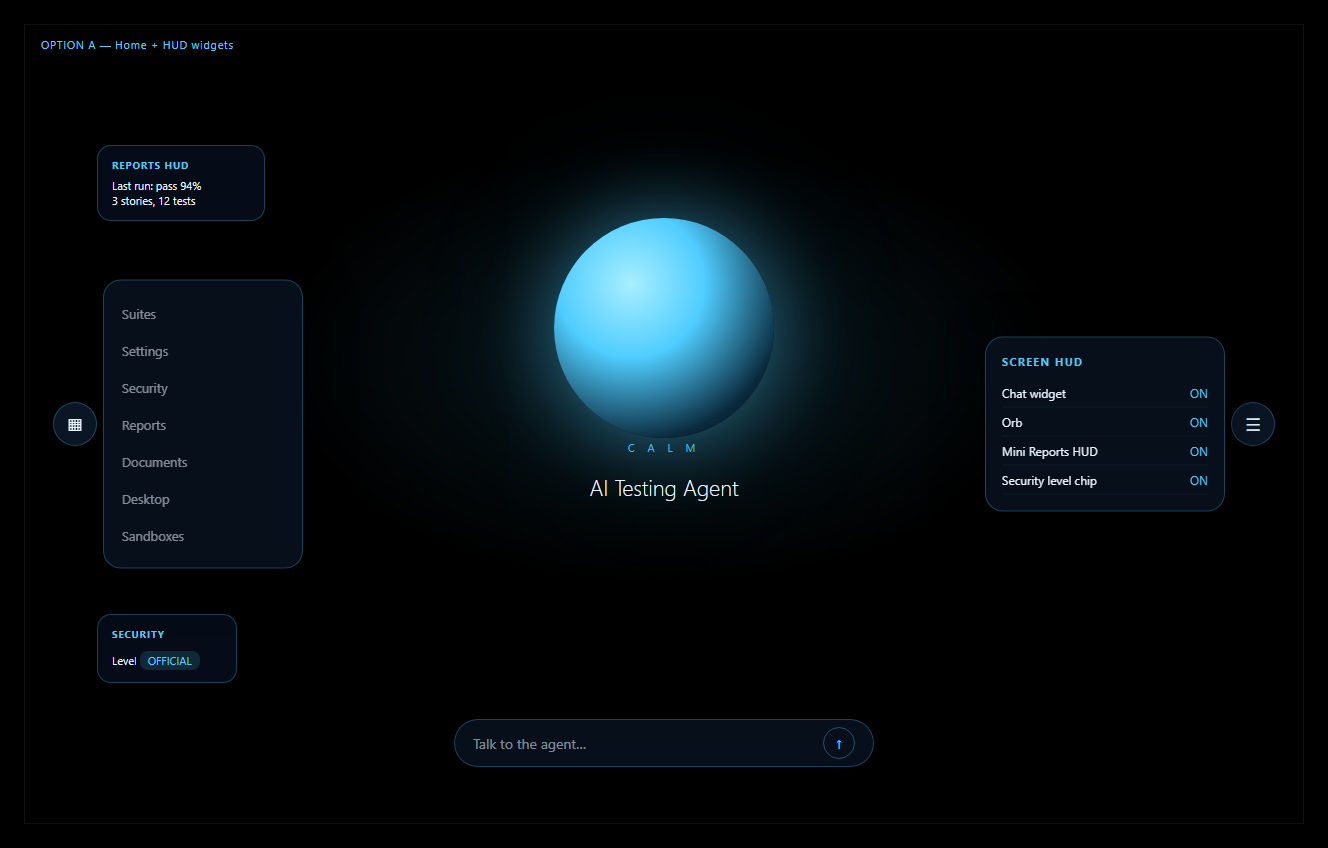 OPTION A — Home + HUD widgets
REPORTS HUD
Last run: pass 94%
3 stories, 12 tests
Suites
Settings
Security
Reports
Documents
Desktop
Sandboxes
SECURITY
Level OFFICIAL
CALM
AI Testing Agent
SCREEN HUD
Chat widget ON
Orb ON
Mini Reports HUD ON
Security level chip ON
Talk to the agent...